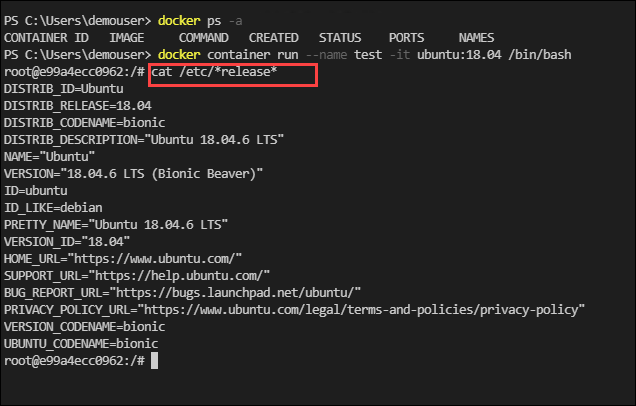 PS C:\Users\demouser> docker ps -a
CONTAINER ID   IMAGE     COMMAND   CREATED   STATUS    PORTS     NAMES
PS C:\Users\demouser> docker container run --name test -it ubuntu:18.04 /bin/bash
root@e99a4ecc0962:/# cat /etc/*release*
DISTRIB_ID=Ubuntu
DISTRIB_RELEASE=18.04
DISTRIB_CODENAME=bionic
DISTRIB_DESCRIPTION="Ubuntu 18.04.6 LTS"
NAME="Ubuntu"
VERSION="18.04.6 LTS (Bionic Beaver)"
ID=ubuntu
ID_LIKE=debian
PRETTY_NAME="Ubuntu 18.04.6 LTS"
VERSION_ID="18.04"
HOME_URL="https://www.ubuntu.com/"
SUPPORT_URL="https://help.ubuntu.com/"
BUG_REPORT_URL="https://bugs.launchpad.net/ubuntu/"
PRIVACY_POLICY_URL="https://www.ubuntu.com/legal/terms-and-policies/privacy-policy"
VERSION_CODENAME=bionic
UBUNTU_CODENAME=bionic
root@e99a4ecc0962:/#